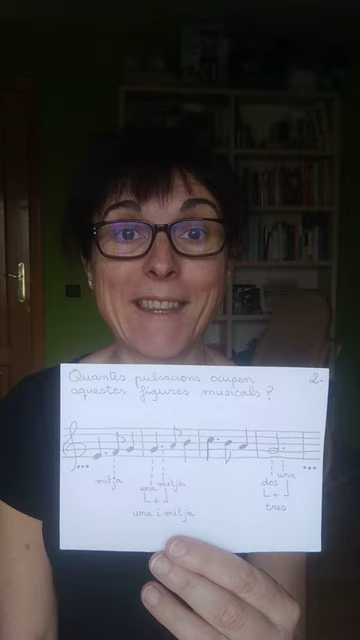 Quantes pulsacions ocupen 2.
aquestes figures musicals?
mitja una mitja dos una
+ +
una i mitja tres